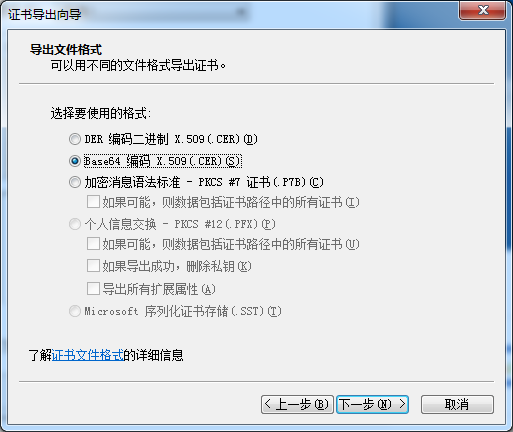 证书导出向导
导出文件格式
可以用不同的文件格式导出证书。
选择要使用的格式:
DER 编码二进制 X.509(.CER)(D)
Base64 编码 X.509(.CER)(S)
加密消息语法标准 - PKCS #7 证书(.P7B)(C)
如果可能，则数据包括证书路径中的所有证书(I)
个人信息交换 - PKCS #12(.PFX)(P)
如果可能，则数据包括证书路径中的所有证书(U)
如果导出成功，删除私钥(K)
导出所有扩展属性(A)
Microsoft 序列化证书存储(.SST)(T)
了解证书文件格式的详细信息
< 上一步(B) 下一步(N) > 取消